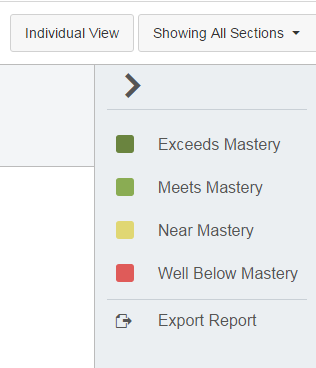 Individual View
Showing All Sections
Exceeds Mastery
Meets Mastery
Near Mastery
Well Below Mastery
Export Report